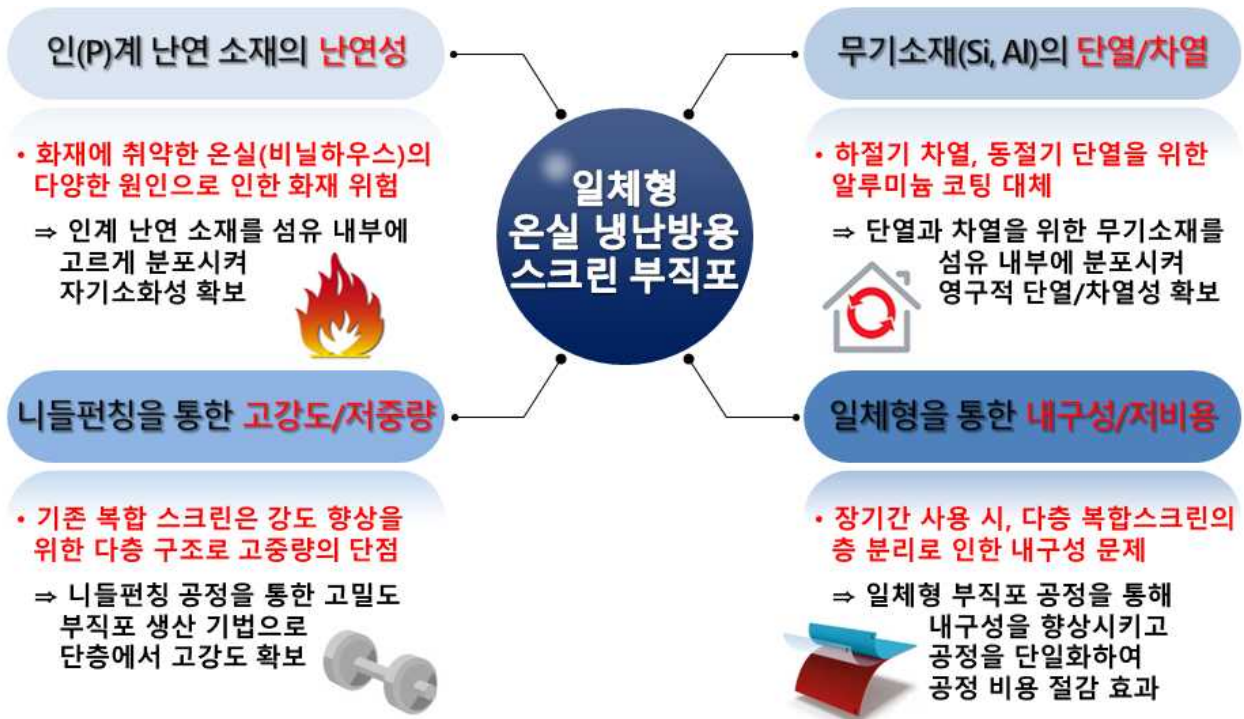 인(P)계 난연 소재의 난연성
• 화재에 취약한 온실(비닐하우스)의
다양한 원인으로 인한 화재 위험
⇒ 인계 난연 소재를 섬유 내부에
고르게 분포시켜
자기소화성 확보
무기소재(Si, Al)의 단열/차열
• 하절기 차열, 동절기 단열을 위한
알루미늄 코팅 대체
⇒ 단열과 차열을 위한 무기소재를
섬유 내부에 분포시켜
영구적 단열/차열성 확보
일체형
온실 냉난방용
스크린 부직포
니들펀칭을 통한 고강도/저중량
• 기존 복합 스크린은 강도 향상을
위한 다층 구조로 고중량의 단점
⇒ 니들펀칭 공정을 통한 고밀도
부직포 생산 기법으로
단층에서 고강도 확보
일체형을 통한 내구성/저비용
• 장기간 사용 시, 다층 복합스크린의
층 분리로 인한 내구성 문제
⇒ 일체형 부직포 공정을 통해
내구성을 향상시키고
공정을 단일화하여
공정 비용 절감 효과